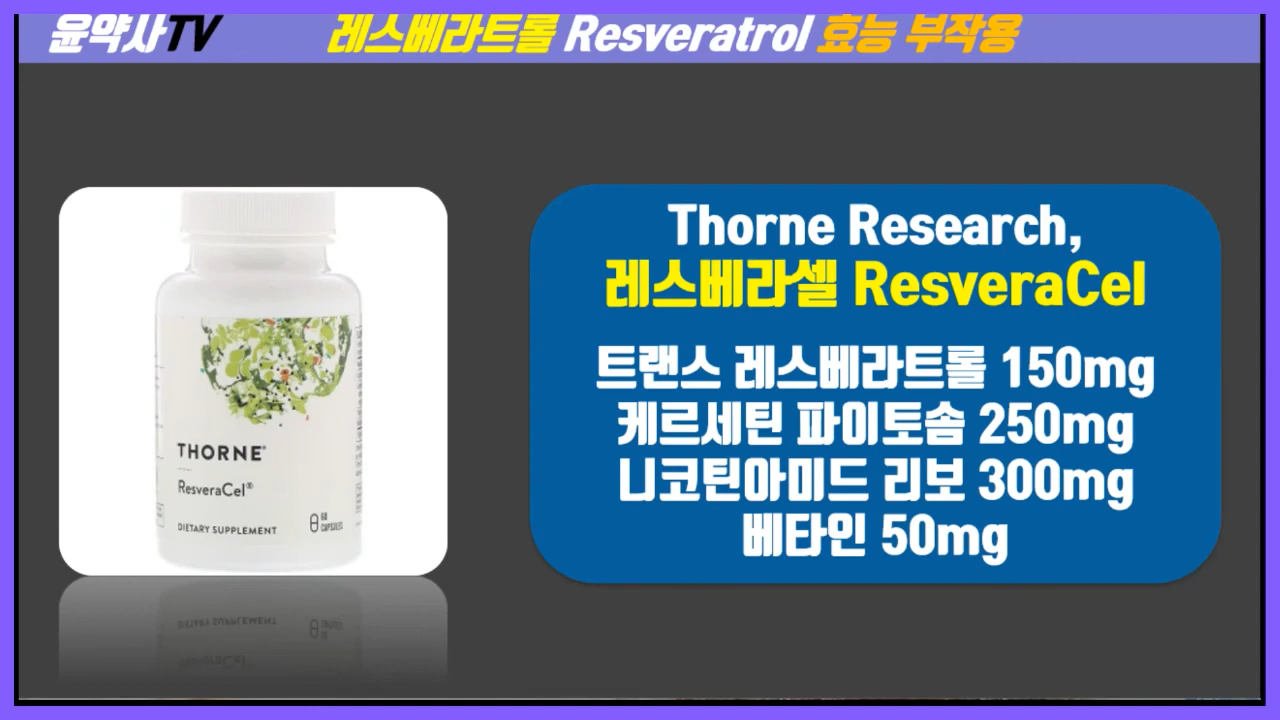 윤약사TV
레스베라트롤 Resveratrol 효능 부작용
Thorne Research,
레스베라셀 ResveraCel
트랜스 레스베라트롤 150mg
케르세틴 파이토솜 250mg
니코틴아미드 리보 300mg
베타인 50mg
THORNE®
ResveraCel®
DIETARY SUPPLEMENT
60 CAPSULES